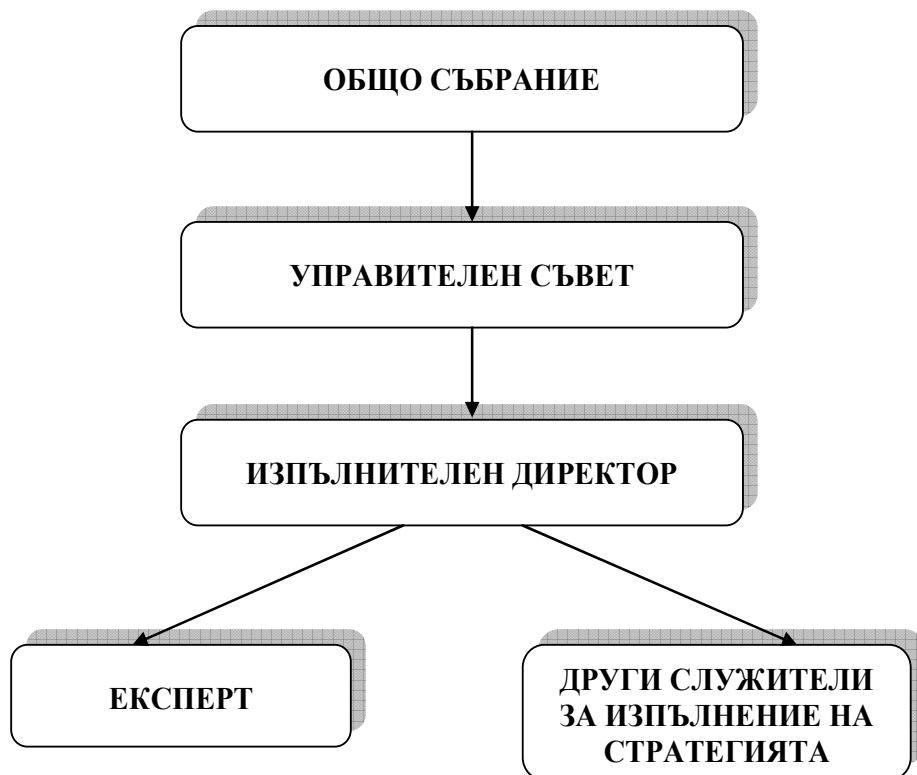 ОБЩО СЪБРАНИЕ
УПРАВИТЕЛЕН СЪВЕТ
ИЗПЪЛНИТЕЛЕН ДИРЕКТОР
ЕКСПЕРТ
ДРУГИ СЛУЖИТЕЛИ
ЗА ИЗПЪЛНЕНИЕ НА
СТРАТЕГИЯТА